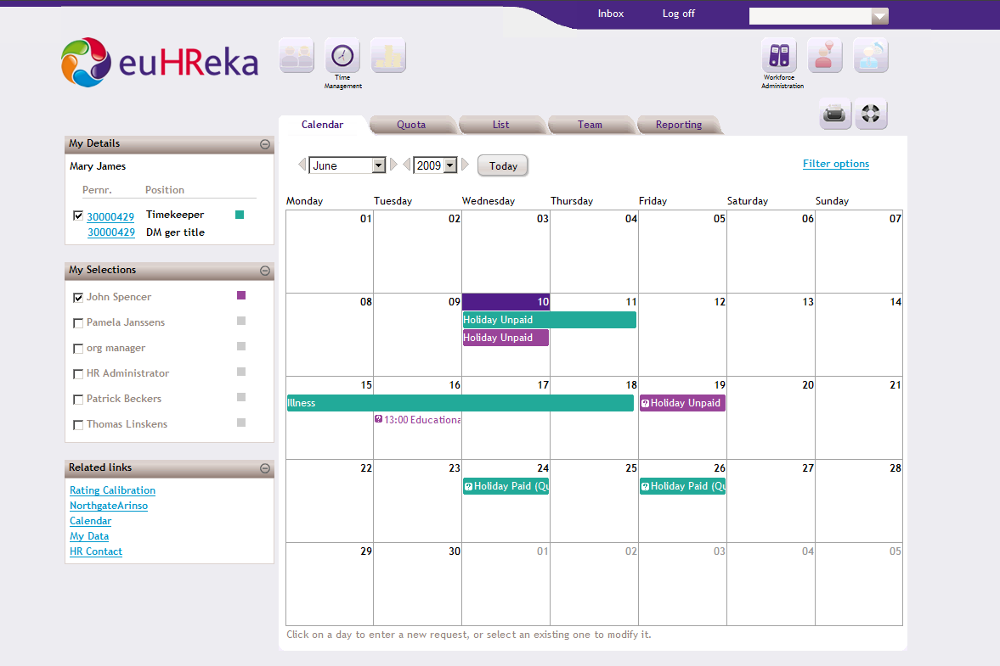 Inbox Log off
euHReka
Time
Management
Workforce
Administration
Calendar Quota List Team Reporting
My Details
Mary James
Pernr. Position
30000429 Timekeeper
30000429 DM ger title
My Selections
John Spencer
Pamela Janssens
org manager
HR Administrator
Patrick Beckers
Thomas Linskens
Related links
Rating Calibration
NorthgateArinso
Calendar
My Data
HR Contact
June 2009 Today Filter options
Monday Tuesday Wednesday Thursday Friday Saturday Sunday
01 02 03 04 05 06 07
08 09 10 11 12 13 14
Holiday Unpaid
Holiday Unpaid
15 16 17 18 19 20 21
Illness ? Holiday Unpaid
? 13:00 Educationa
22 23 24 25 26 27 28
? Holiday Paid (Qu ? Holiday Paid (Qu
29 30 01 02 03 04 05
Click on a day to enter a new request, or select an existing one to modify it.